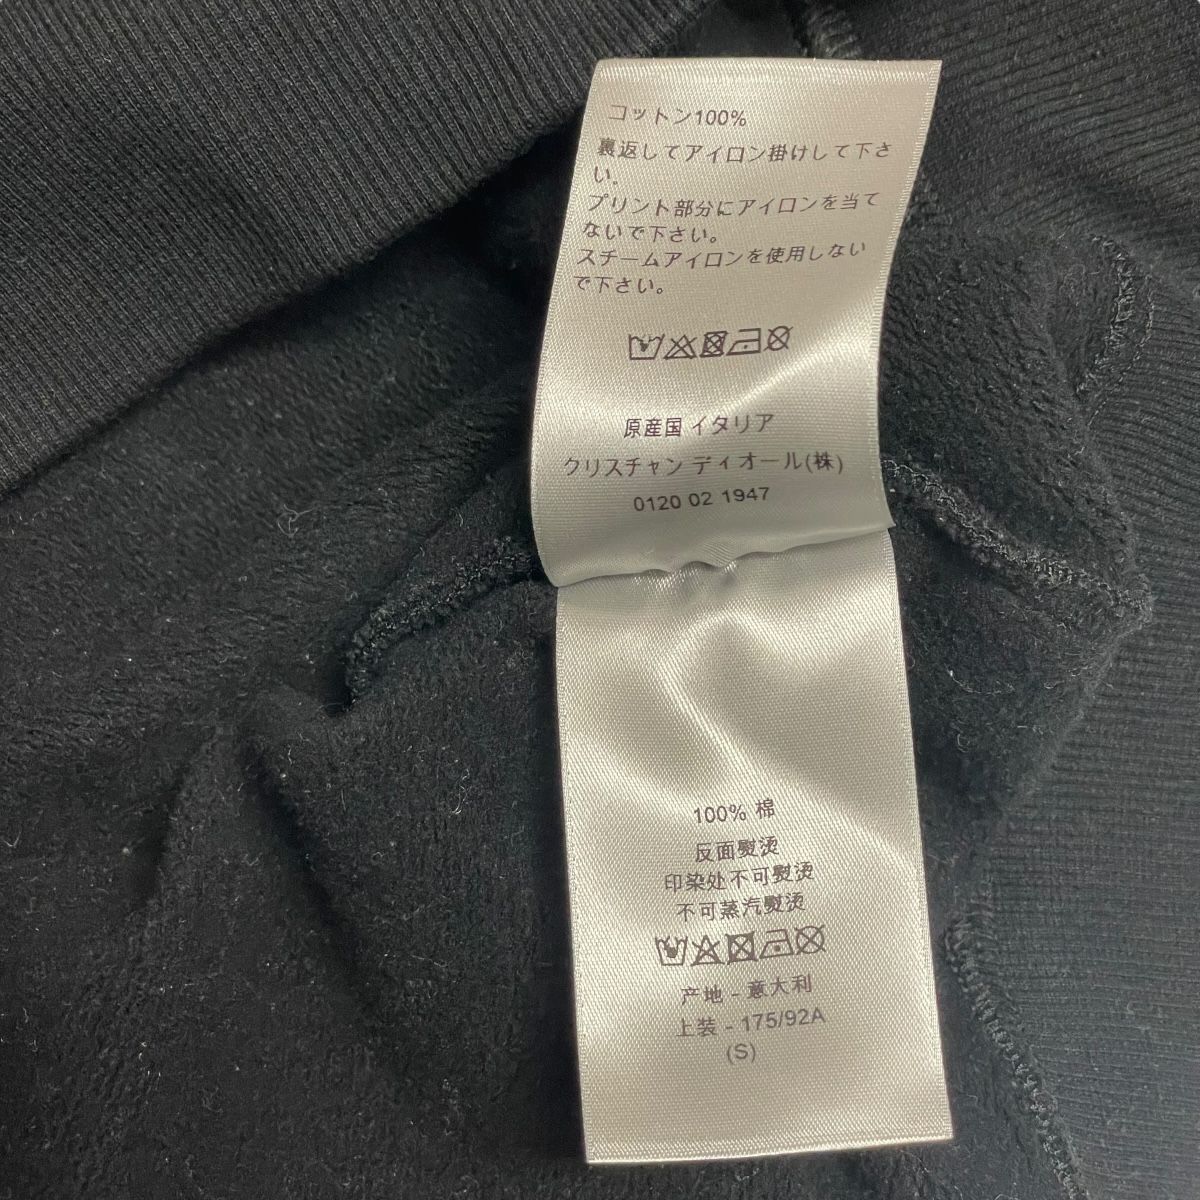 コットン100%
裏返してアイロン掛けして下さ
い.
プリント部分にアイロンを当て
ないで下さい。
スチームアイロンを使用しない
で下さい。
原産国 イタリア
クリスチャン ディオール(株)
0120 02 1947
100% 棉
反面熨烫
印染处不可熨烫
不可蒸汽熨烫
产地 - 意大利
上装 - 175/92A
(S)